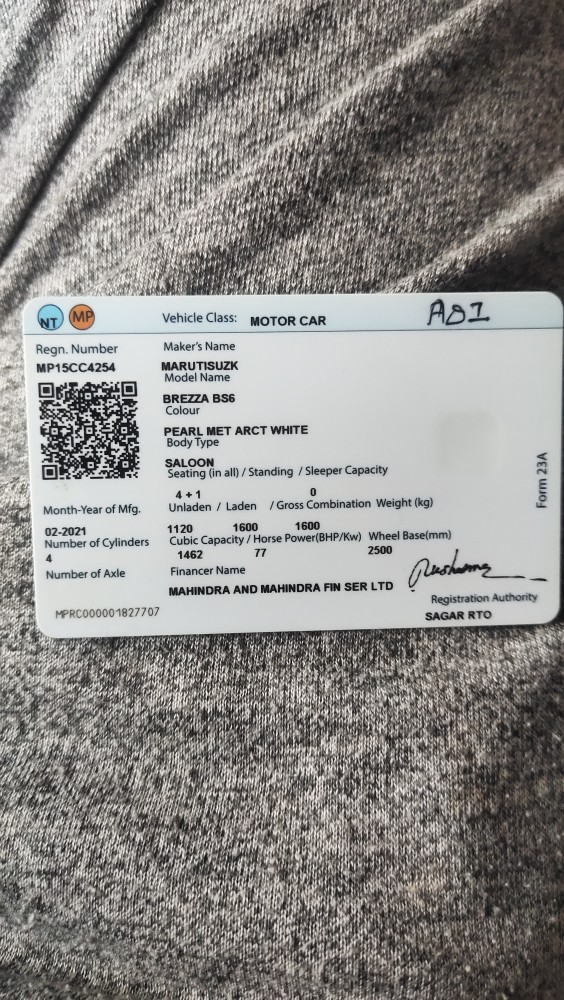 NT MP Vehicle Class: MOTOR CAR
Regn. Number
MP15CC4254
Maker's Name
MARUTISUZK
Model Name
BREZZA BS6
Colour
PEARL MET ARCT WHITE
Body Type
SALOON
Seating (in all) / Standing / Sleeper Capacity
4 + 1 0
Month-Year of Mfg.
02-2021
Unladen / Laden / Gross Combination Weight (kg)
1120 1600 1600
Number of Cylinders
4
Cubic Capacity / Horse Power(BHP/Kw) Wheel Base(mm)
1462 77 2500
Number of Axle
Financer Name
MAHINDRA AND MAHINDRA FIN SER LTD
MPRC000001827707
Form 23A
Registration Authority
SAGAR RTO